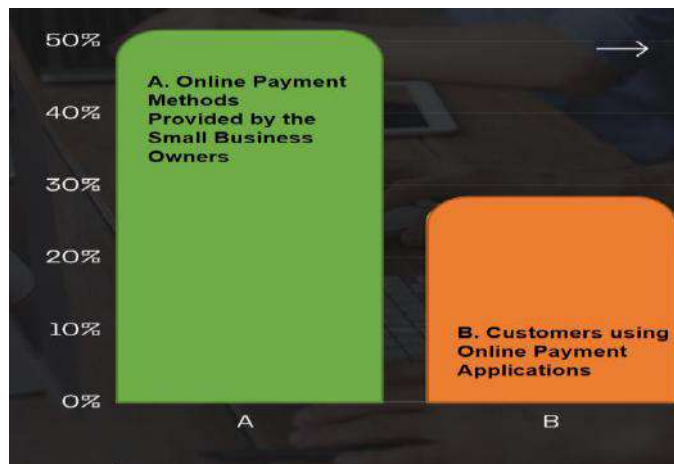 50%
40%
30%
20%
10%
0%
A. Online Payment
Methods
Provided by the
Small Business
Owners
B. Customers using
Online Payment
Applications
A
B